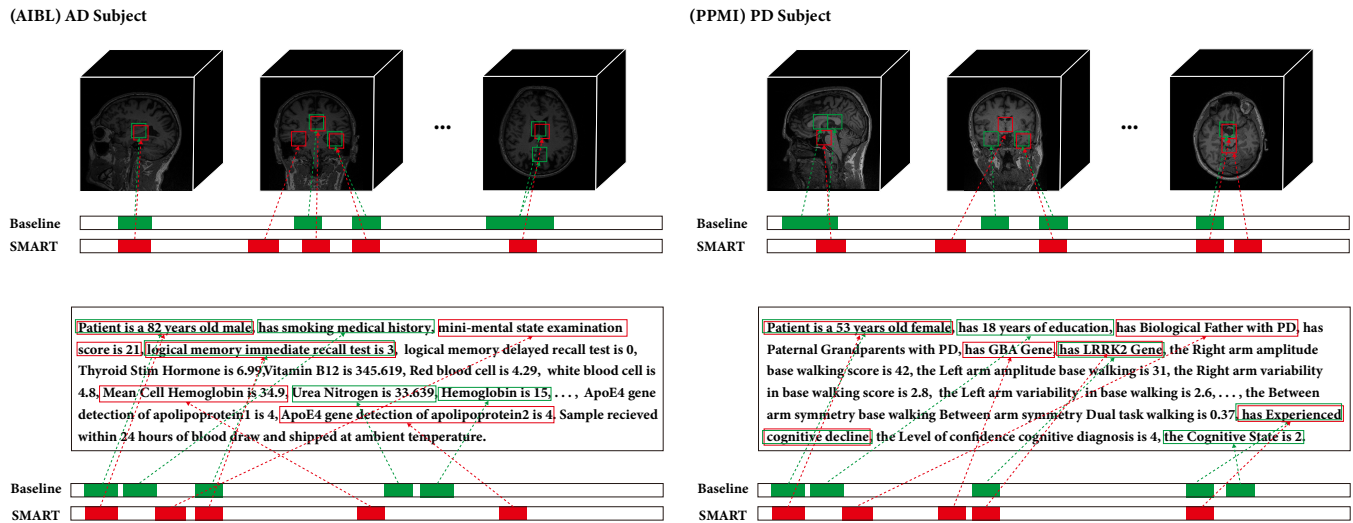 (AIBL) AD Subject
...
Baseline
SMART
Patient is a 82 years old male, has smoking medical history, mini-mental state examination
score is 21, logical memory immediate recall test is 3, logical memory delayed recall test is 0,
Thyroid Stim Hormone is 6.99,Vitamin B12 is 345.619, Red blood cell is 4.29, white blood cell is
4.8, Mean Cell Hemoglobin is 34.9, Urea Nitrogen is 33.639, Hemoglobin is 15, . . . , ApoE4 gene
detection of apolipoprotein1 is 4, ApoE4 gene detection of apolipoprotein2 is 4. Sample recieved
within 24 hours of blood draw and shipped at ambient temperature.
Baseline
SMART
(PPMI) PD Subject
...
Baseline
SMART
Patient is a 53 years old female, has 18 years of education, has Biological Father with PD, has
Paternal Grandparents with PD, has GBA Gene, has LRRK2 Gene, the Right arm amplitude
base walking score is 42, the Left arm amplitude base walking is 31, the Right arm variability
in base walking score is 2.8, the Left arm variability in base walking is 2.6, . . . , the Between
arm symmetry base walking Between arm symmetry Dual task walking is 0.37, has Experienced
cognitive decline, the Level of confidence cognitive diagnosis is 4, the Cognitive State is 2.
Baseline
SMART